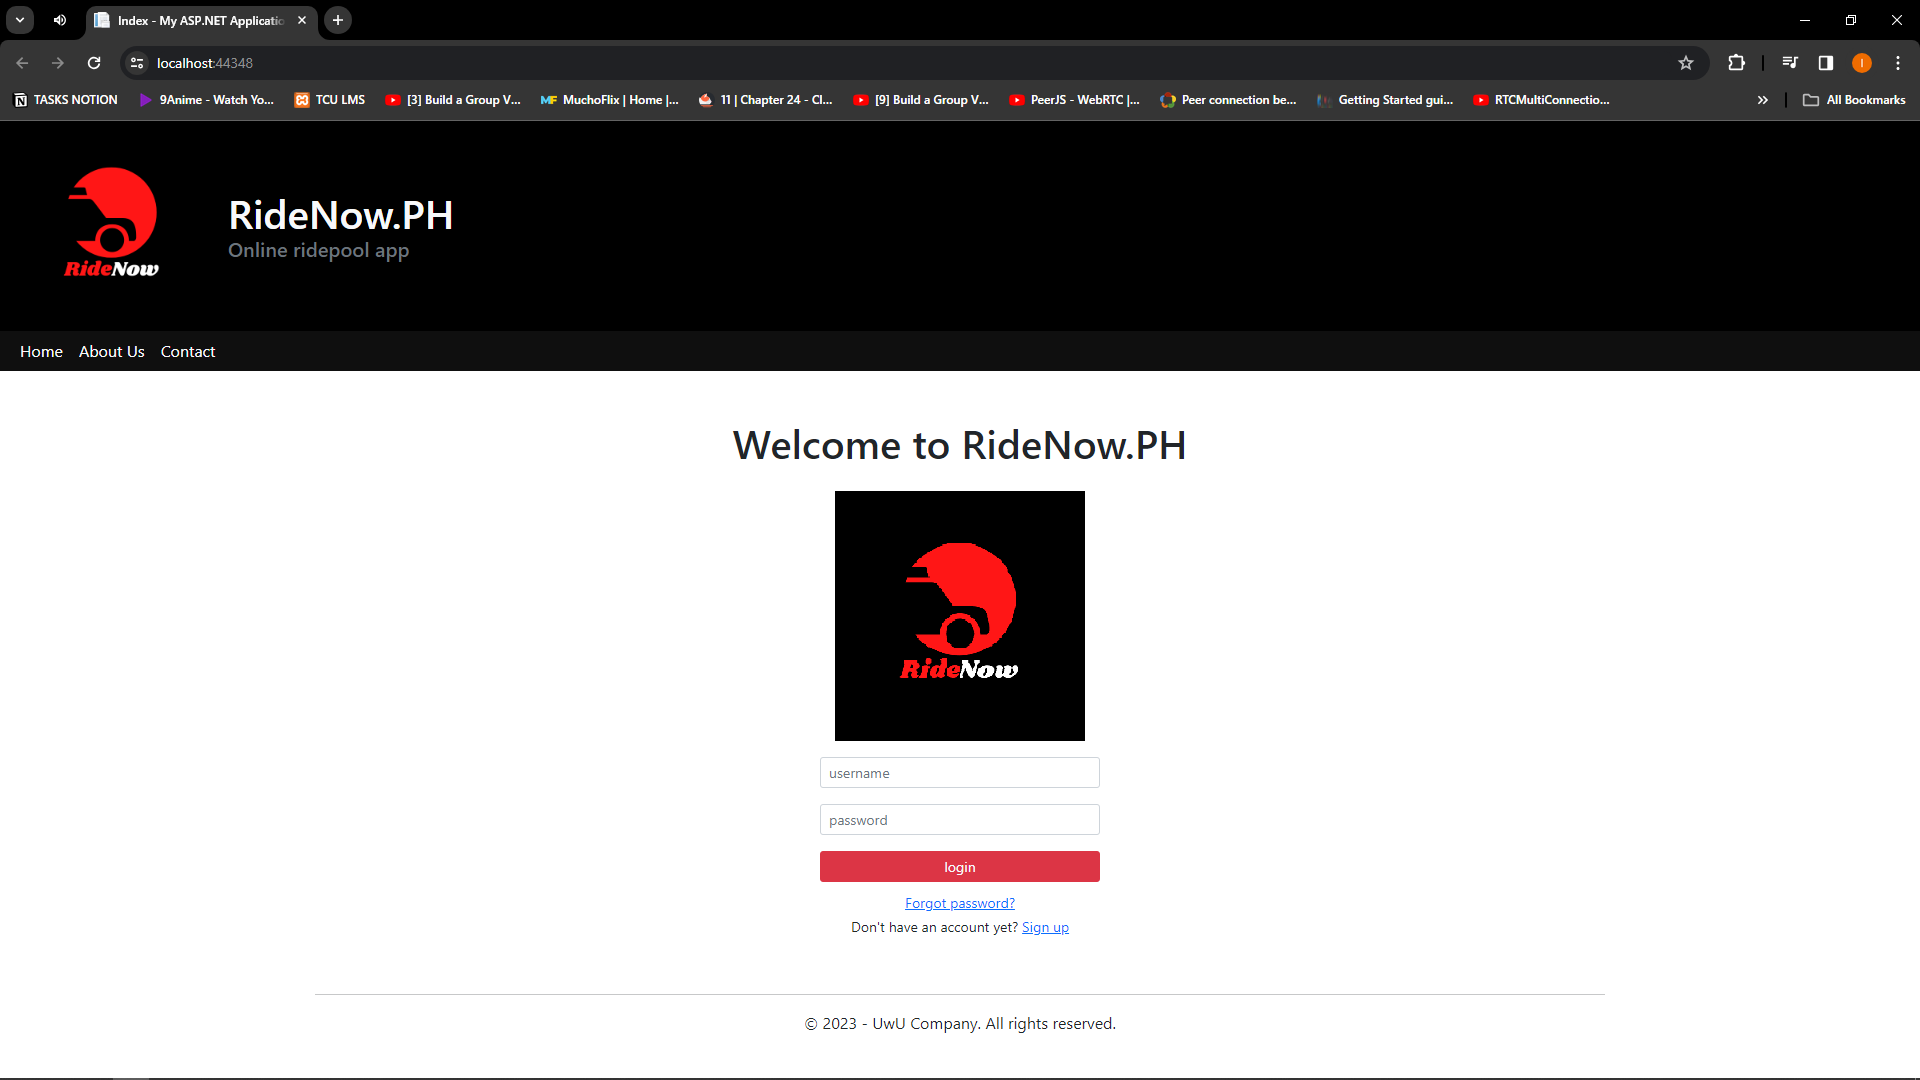 Index - My ASP.NET Applicatio
localhost:44348
TASKS NOTION
9Anime - Watch Yo...
TCU LMS
[3] Build a Group V...
MuchoFlix | Home |...
11 | Chapter 24 - Cl...
[9] Build a Group V...
PeerJS - WebRTC |...
Peer connection be...
Getting Started gui...
RTCMultiConnectio...
All Bookmarks
RideNow
RideNow.PH
Online ridepool app
Home
About Us
Contact
Welcome to RideNow.PH
RideNow
username
password
login
Forgot password?
Don't have an account yet? Sign up
© 2023 - UwU Company. All rights reserved.